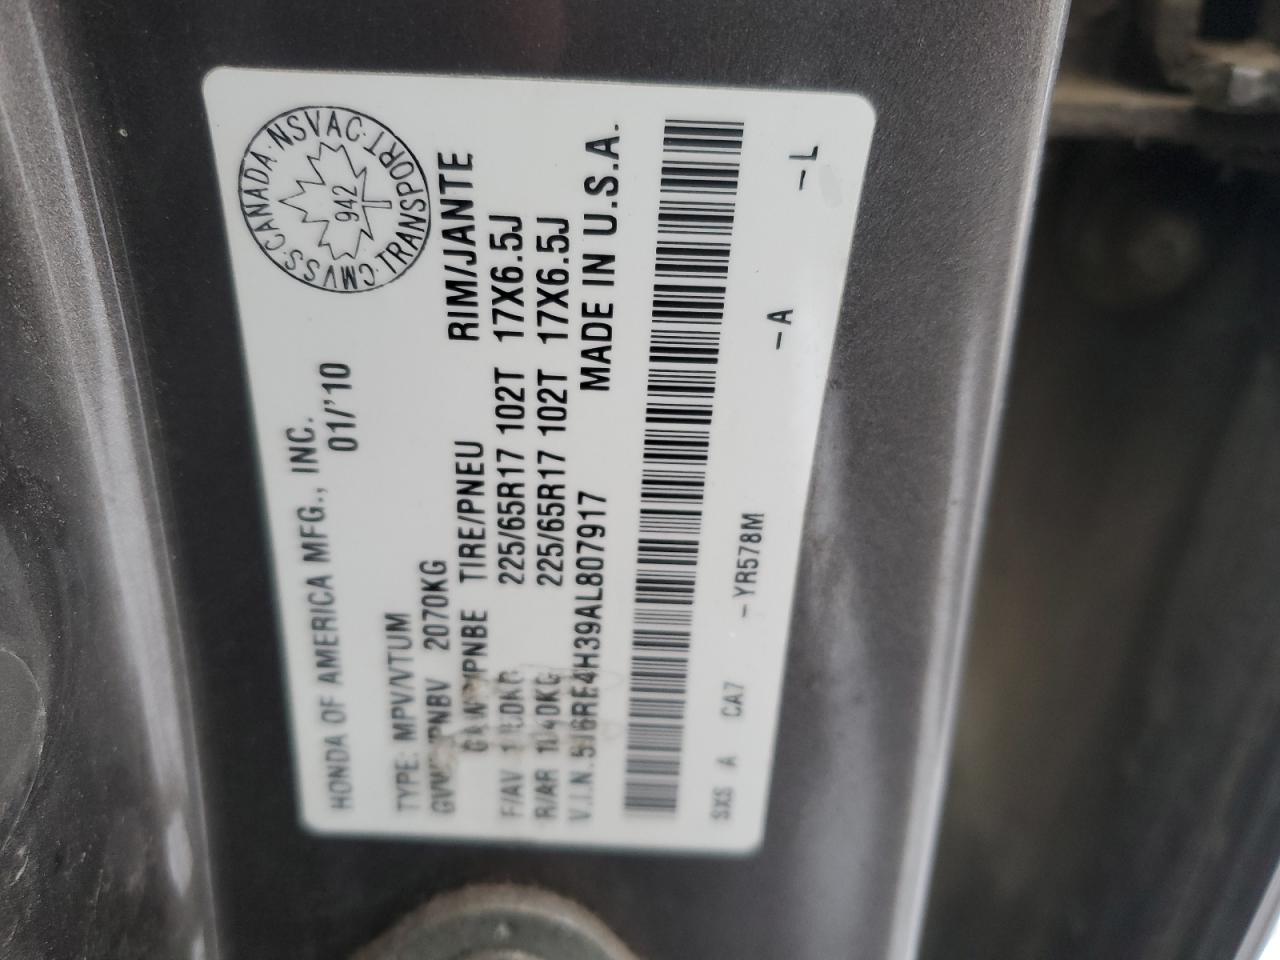 HONDA OF AMERICA MFG., INC.
01/'10
CMVSS·CANADA·NSVAC·TRANSPORT·
942
TYPE: MPV/VTUM
2070KG
TIRE/PNEU RIM/JANTE
F/AV 225/65R17 102T 17X6.5J
R/AR 225/65R17 102T 17X6.5J
V.I.N. 5J6RE4H39AL807917 MADE IN U.S.A.
SXS A CA7 -YR578M -A -L